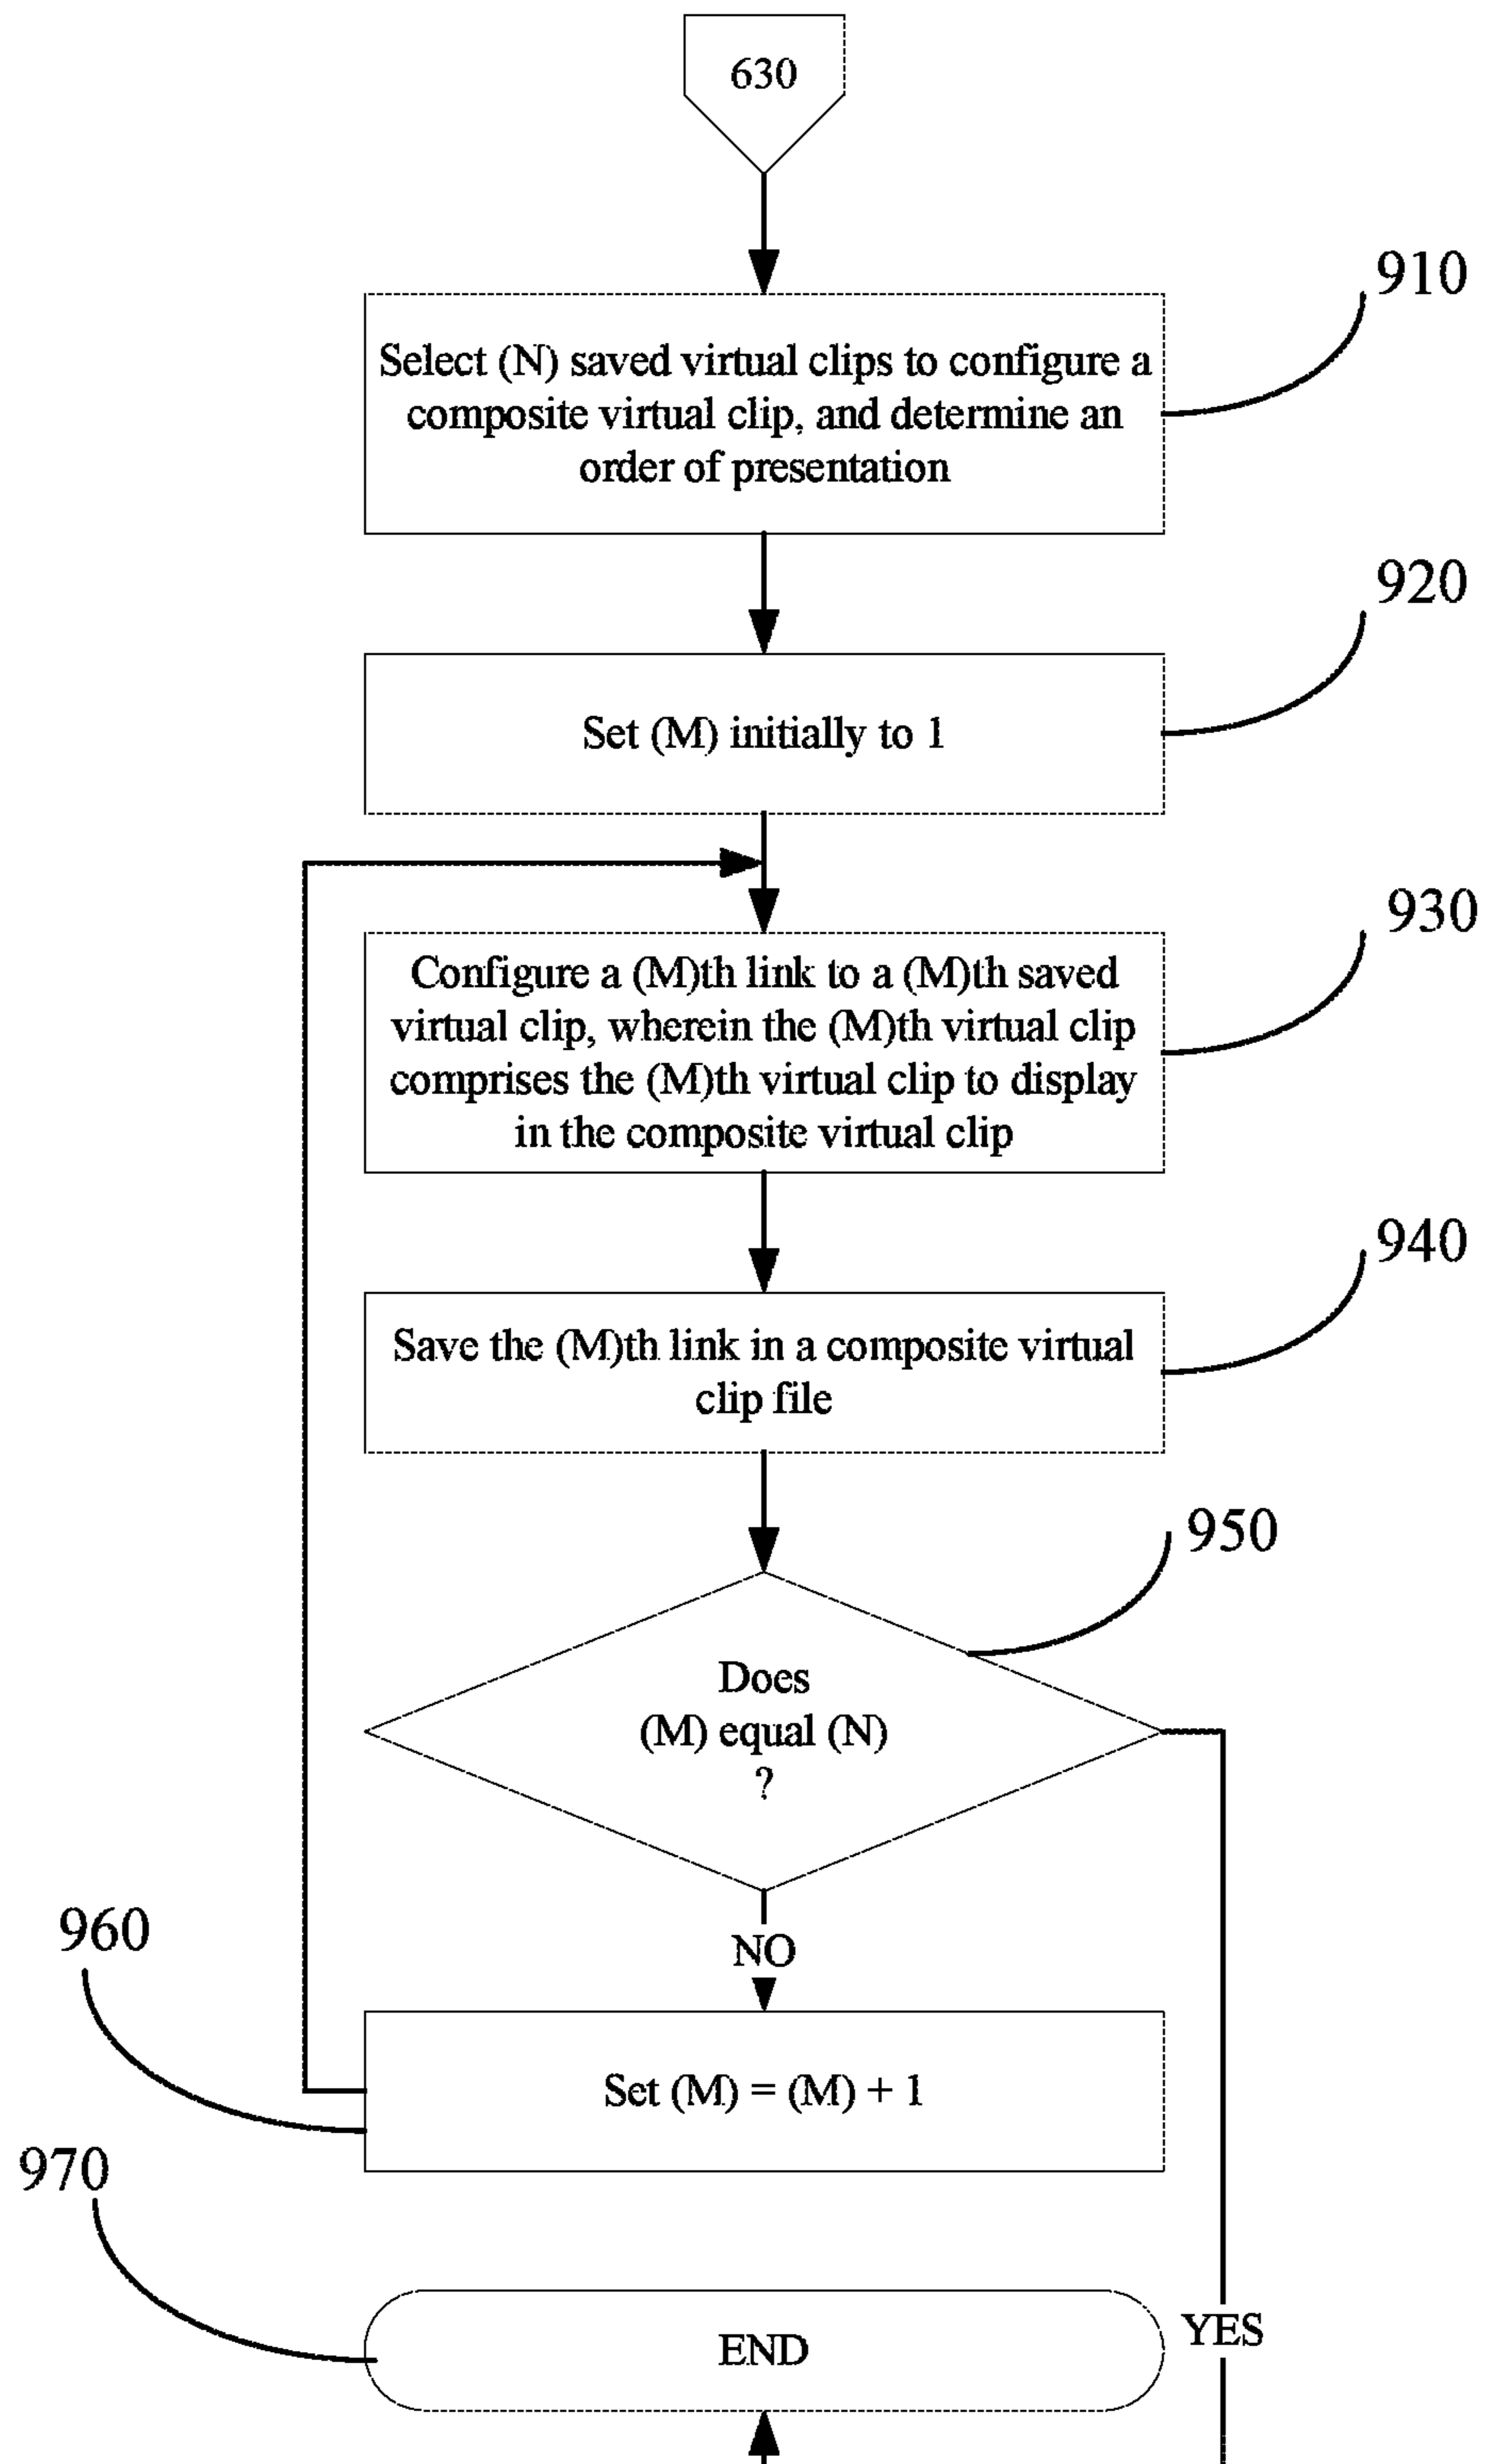 630
910
Select (N) saved virtual clips to configure a
composite virtual clip, and determine an
order of presentation
920
Set (M) initially to 1
930
Configure a (M)th link to a (M)th saved
virtual clip, wherein the (M)th virtual clip
comprises the (M)th virtual clip to display
in the composite virtual clip
940
Save the (M)th link in a composite virtual
clip file
950
Does
(M) equal (N)
?
NO
960
Set (M) = (M) + 1
970
END
YES